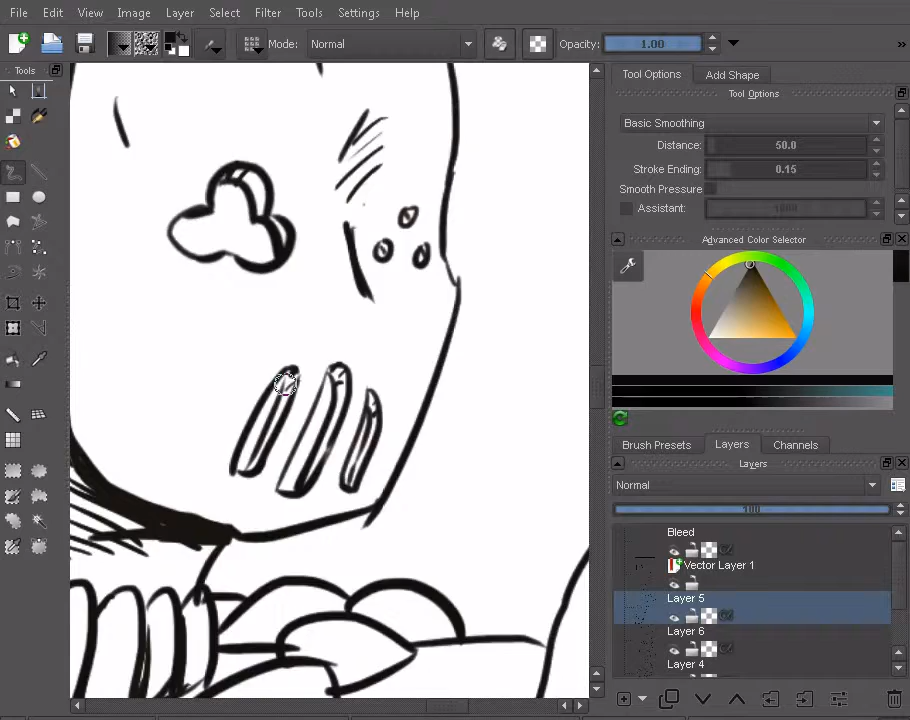 File Edit View Image Layer Select Filter Tools Settings Help
Mode: Normal Opacity: 1.00 »
Tools
Tool Options Add Shape
Tool Options
Basic Smoothing
Distance: 50.0
Stroke Ending: 0.15
Smooth Pressure
Assistant: 1000
Advanced Color Selector
Brush Presets Layers Channels
Layers
Normal
100
Bleed
Vector Layer 1
Layer 5
Layer 6
Layer 4